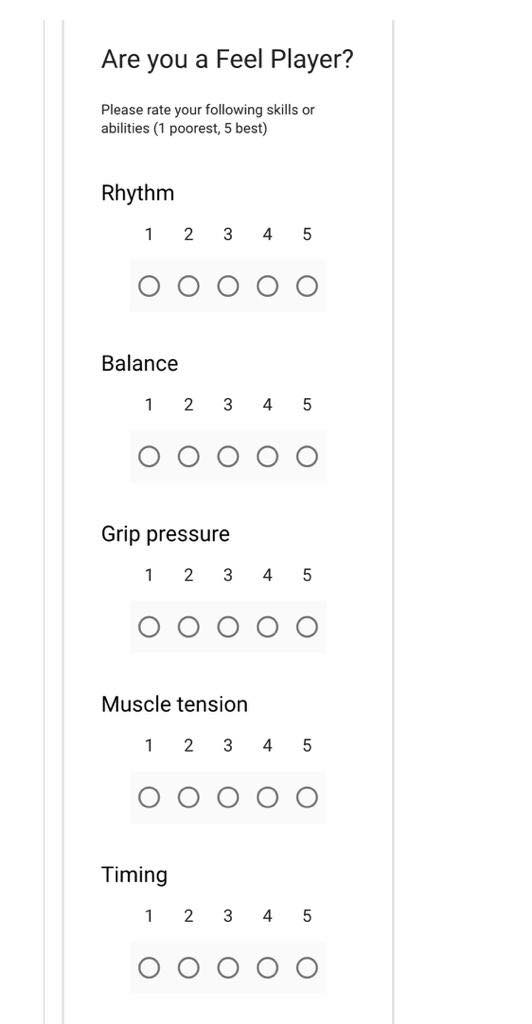 Are you a Feel Player?
Please rate your following skills or
abilities (1 poorest, 5 best)
Rhythm
1 2 3 4 5
Balance
1 2 3 4 5
Grip pressure
1 2 3 4 5
Muscle tension
1 2 3 4 5
Timing
1 2 3 4 5